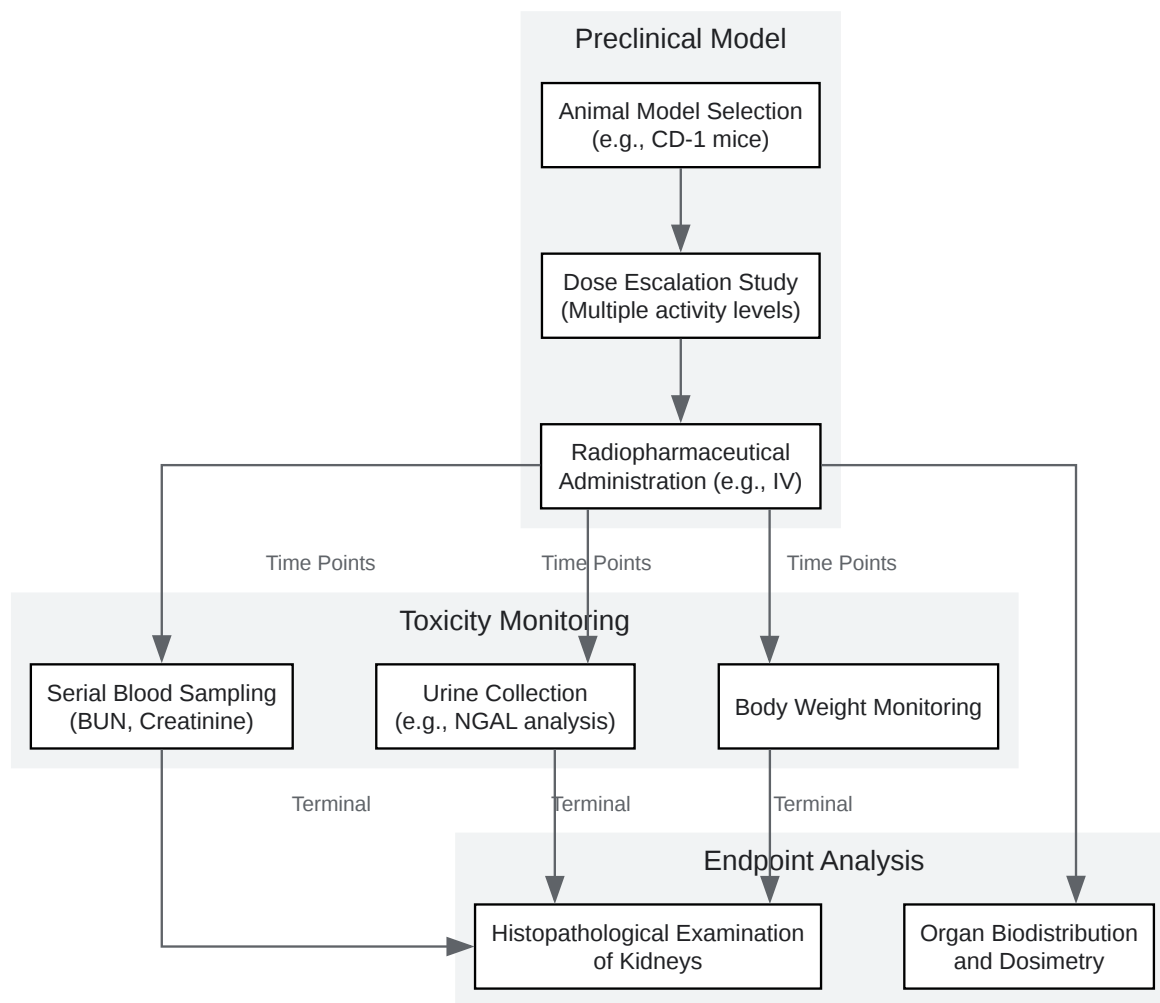 Preclinical Model
Animal Model Selection
(e.g., CD-1 mice)
Dose Escalation Study
(Multiple activity levels)
Radiopharmaceutical
Administration (e.g., IV)
Time Points
Time Points
Time Points
Toxicity Monitoring
Serial Blood Sampling
(BUN, Creatinine)
Urine Collection
(e.g., NGAL analysis)
Body Weight Monitoring
Terminal
Terminal
Terminal
Endpoint Analysis
Histopathological Examination
of Kidneys
Organ Biodistribution
and Dosimetry